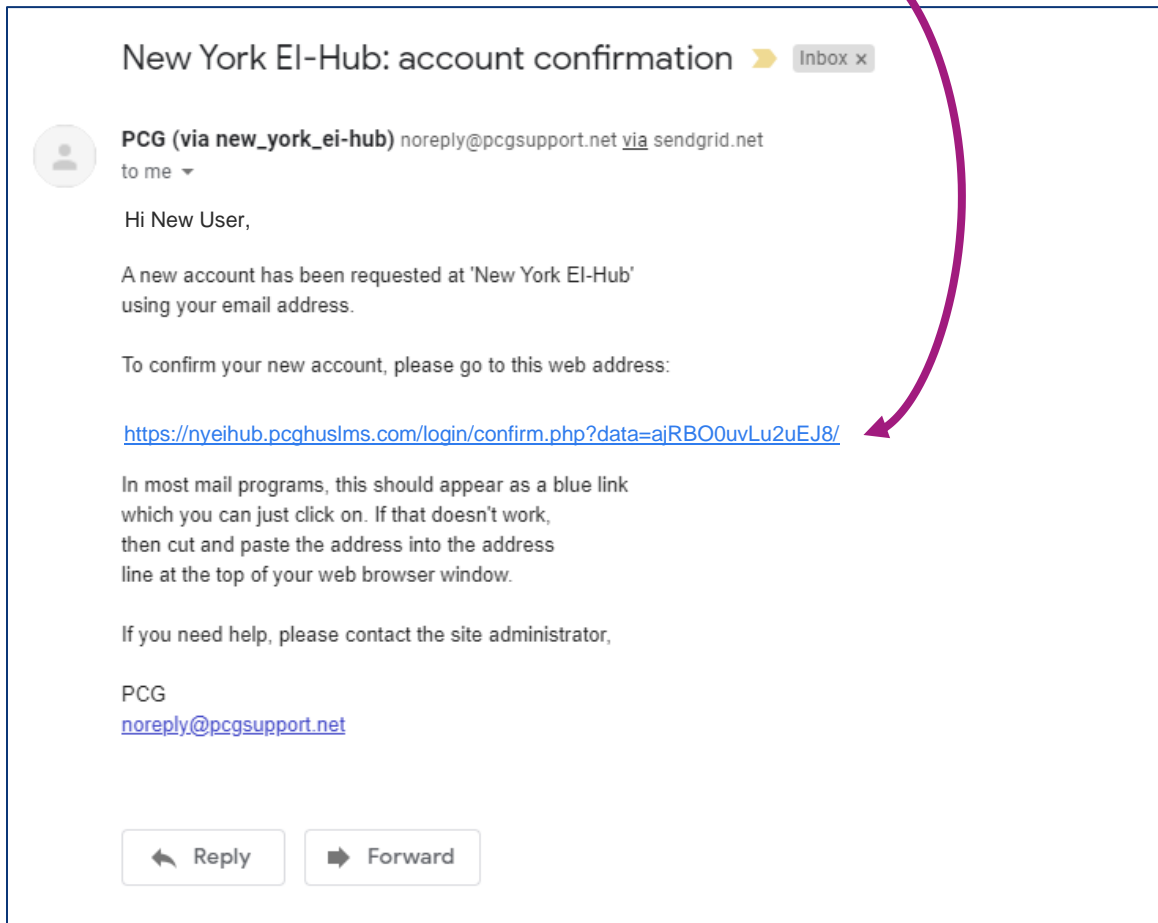 New York EI-Hub: account confirmation Inbox x
PCG (via new_york_ei-hub) noreply@pcgsupport.net via sendgrid.net
to me
Hi New User,
A new account has been requested at 'New York EI-Hub'
using your email address.
To confirm your new account, please go to this web address:
https://nyeihub.pcghuslms.com/login/confirm.php?data=ajRBO0uvLu2uEJ8/
In most mail programs, this should appear as a blue link
which you can just click on. If that doesn't work,
then cut and paste the address into the address
line at the top of your web browser window.
If you need help, please contact the site administrator,
PCG
noreply@pcgsupport.net
Reply Forward